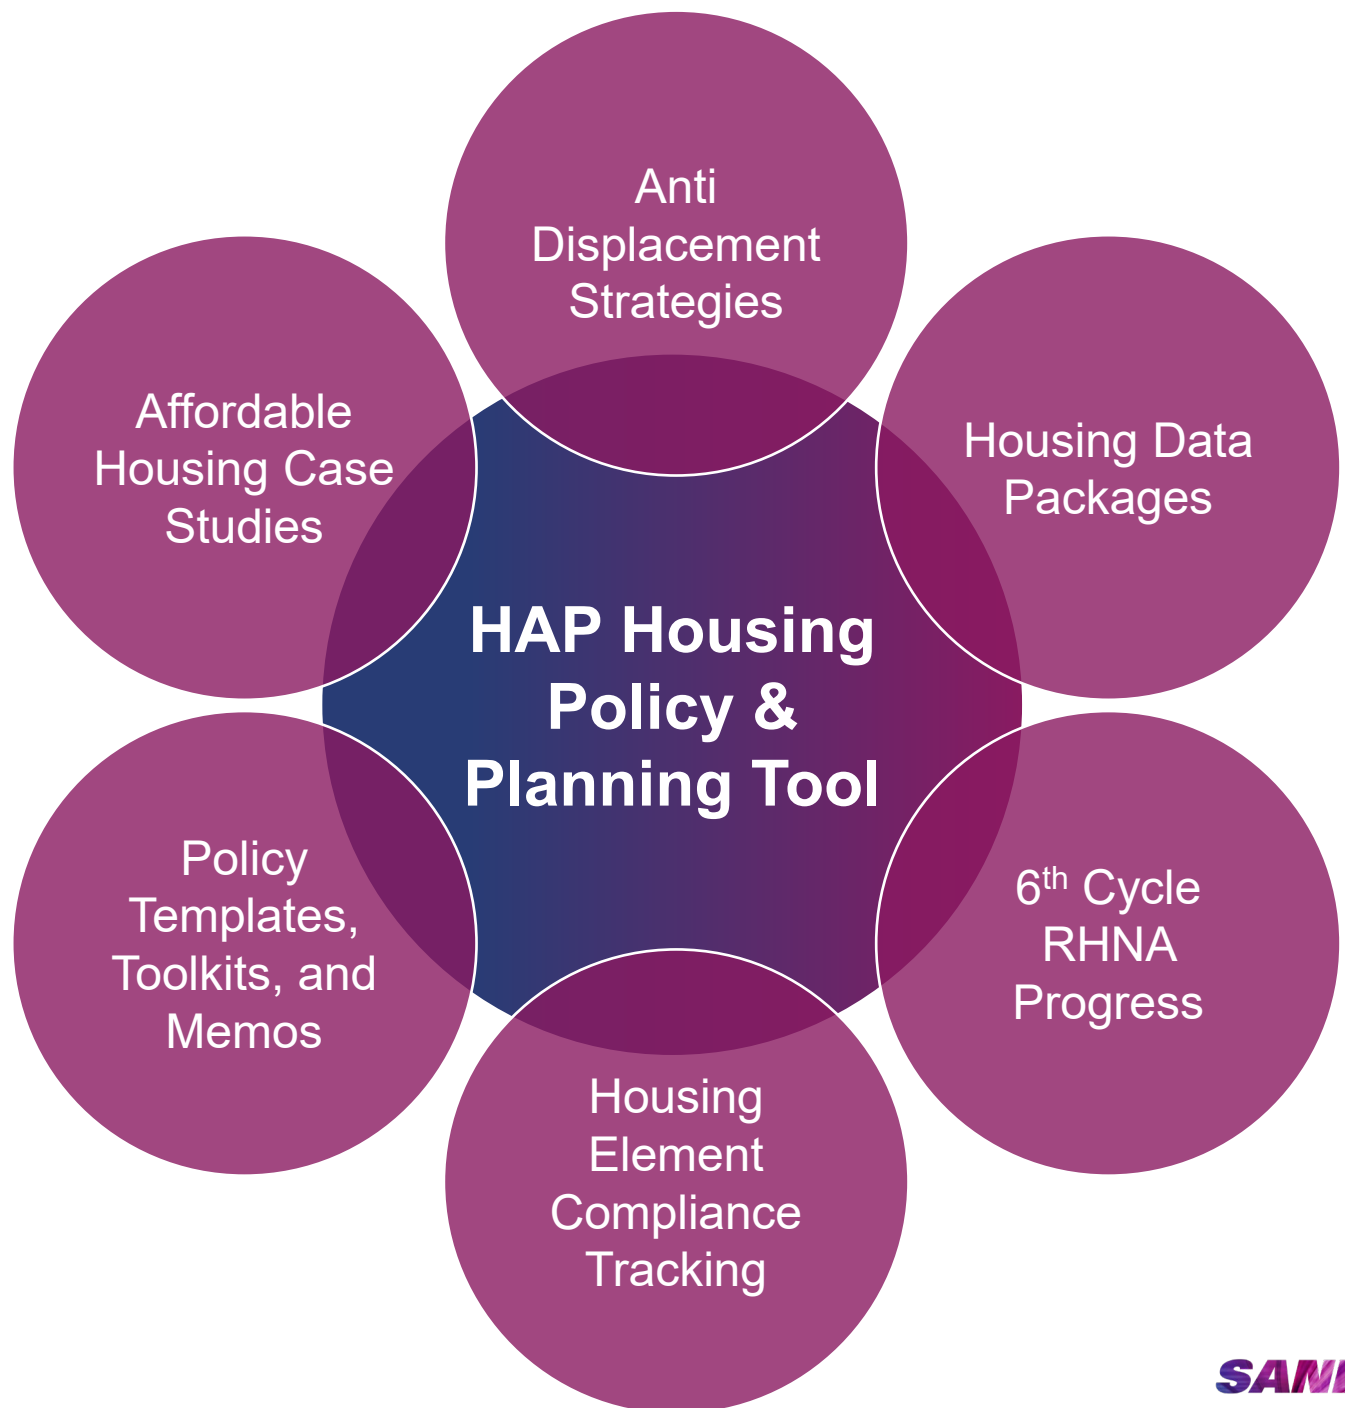 Anti
Displacement
Strategies
Affordable
Housing Case
Studies
Housing Data
Packages
HAP Housing
Policy &
Planning Tool
Policy
Templates,
Toolkits, and
Memos
6th Cycle
RHNA
Progress
Housing
Element
Compliance
Tracking